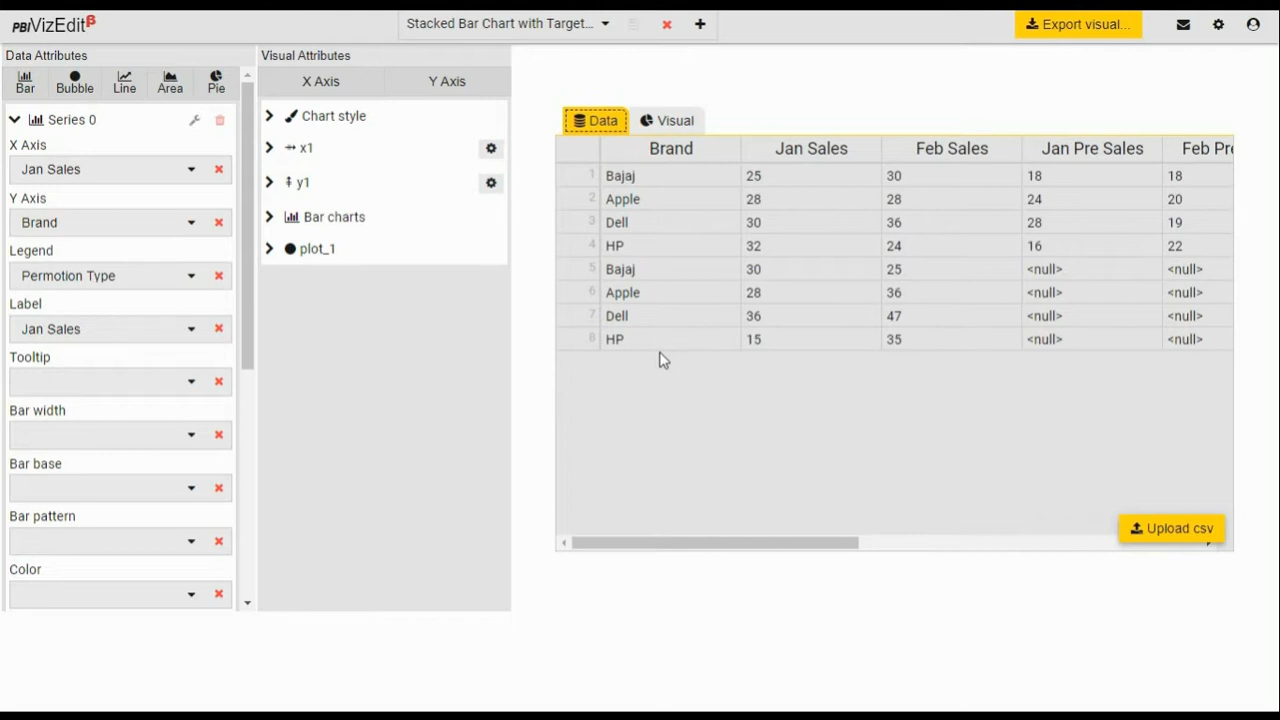 PBIVizEdit β
Stacked Bar Chart with Target...
Export visual...
Data Attributes
Bar
Bubble
Line
Area
Pie
Series 0
X Axis
Jan Sales
Y Axis
Brand
Legend
Permotion Type
Label
Jan Sales
Tooltip
Bar width
Bar base
Bar pattern
Color
Visual Attributes
X Axis
Y Axis
Chart style
x1
y1
Bar charts
plot_1
Data
Visual
Brand Jan Sales Feb Sales Jan Pre Sales Feb Pre
1 Bajaj 25 30 18 18
2 Apple 28 28 24 20
3 Dell 30 36 28 19
4 HP 32 24 16 22
5 Bajaj 30 25 <null> <null>
6 Apple 28 36 <null> <null>
7 Dell 36 47 <null> <null>
8 HP 15 35 <null> <null>
Upload csv